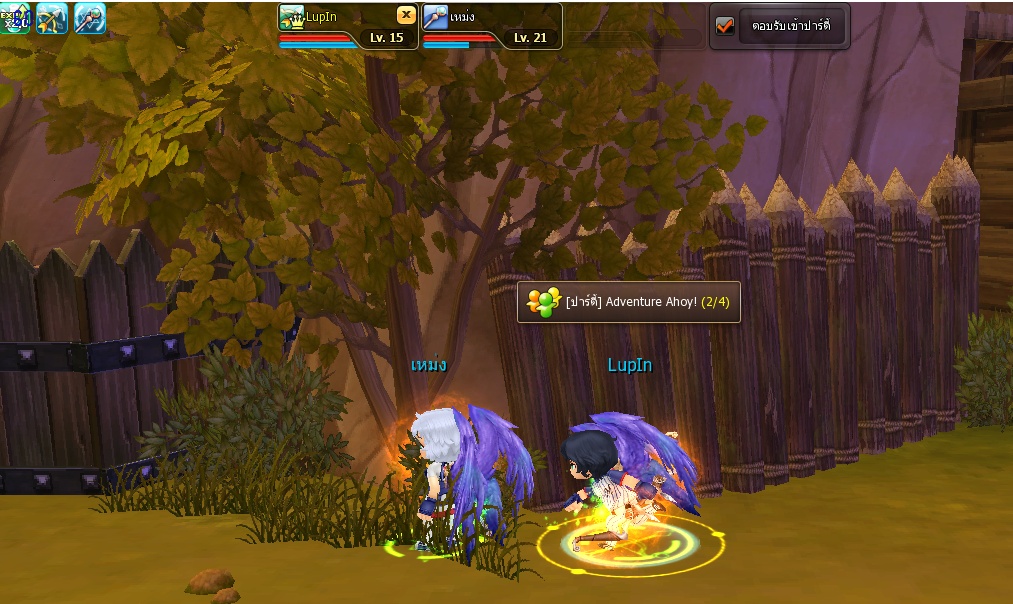 LupIn
Lv. 15
เหม่ง
Lv. 21
ตอบรับเข้าปาร์ตี้
[ปาร์ตี้] Adventure Ahoy! (2/4)
เหม่ง
LupIn